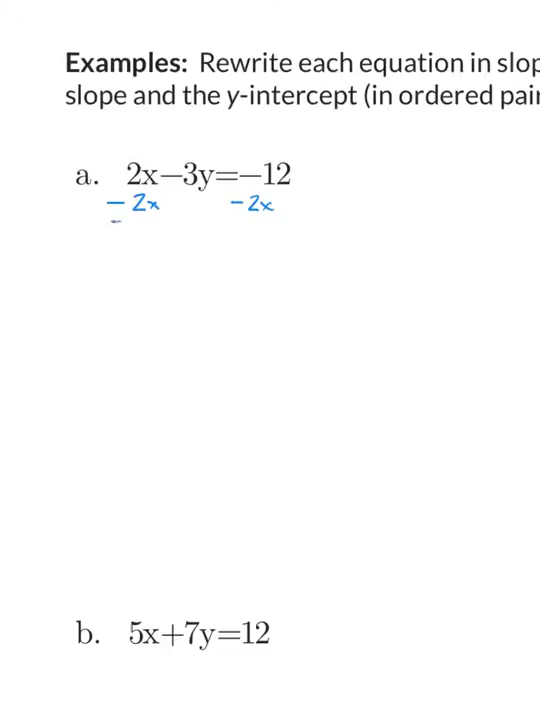 Examples: Rewrite each equation in slop
slope and the y-intercept (in ordered pair
a. 2x−3y=−12
− 2x −2x
b. 5x+7y=12